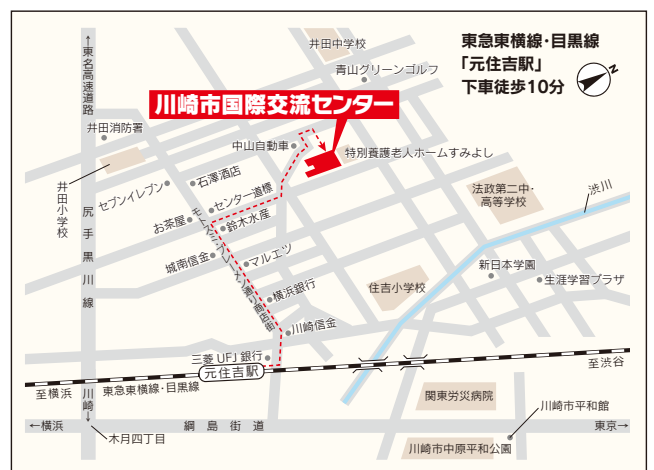 東急東横線・目黒線
「元住吉駅」
下車徒歩10分
N
井田中学校
青山グリーンゴルフ
←東名高速道路
川崎市国際交流センター
井田消防署
中山自動車
特別養護老人ホームすみよし
井田小学校
セブンイレブン
石澤酒店
センター道標
お茶屋
鈴木水産
法政第二中・
高等学校
渋川
尻手黒川線
モトスミ・ブレーメン通り商店街
城南信金
マルエツ
横浜銀行
新日本学園
生涯学習プラザ
住吉小学校
川崎信金
三菱UFJ銀行
元住吉駅
至渋谷
至横浜
東急東横線・目黒線
川崎→
関東労災病院
川崎市平和館
←横浜
綱島街道
東京→
木月四丁目
川崎市中原平和公園